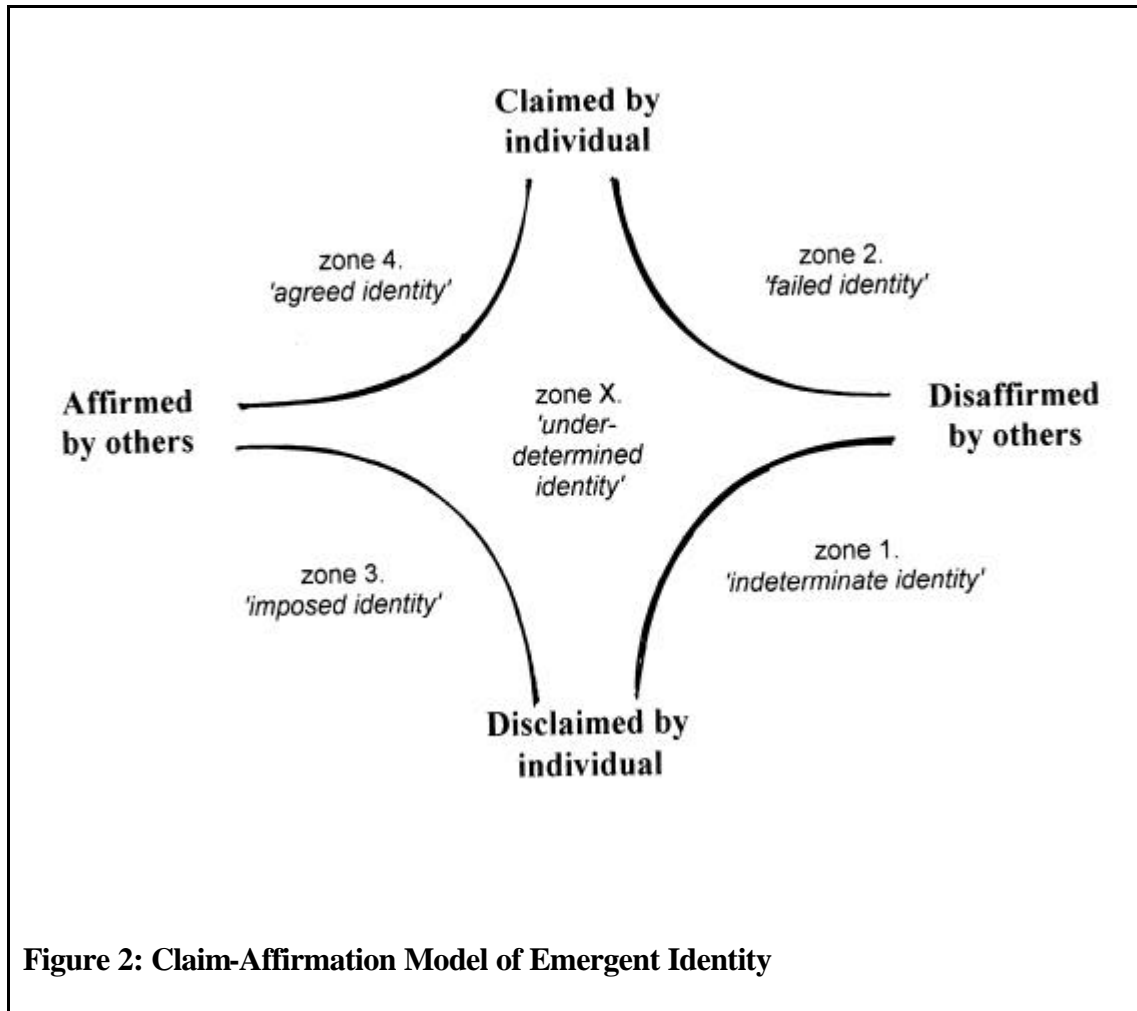 Claimed by
individual
zone 4.
'agreed identity'
zone 2.
'failed identity'
Affirmed
by others
zone X.
'under-
determined
identity'
Disaffirmed
by others
zone 3.
'imposed identity'
zone 1.
'indeterminate identity'
Disclaimed by
individual
Figure 2: Claim-Affirmation Model of Emergent Identity